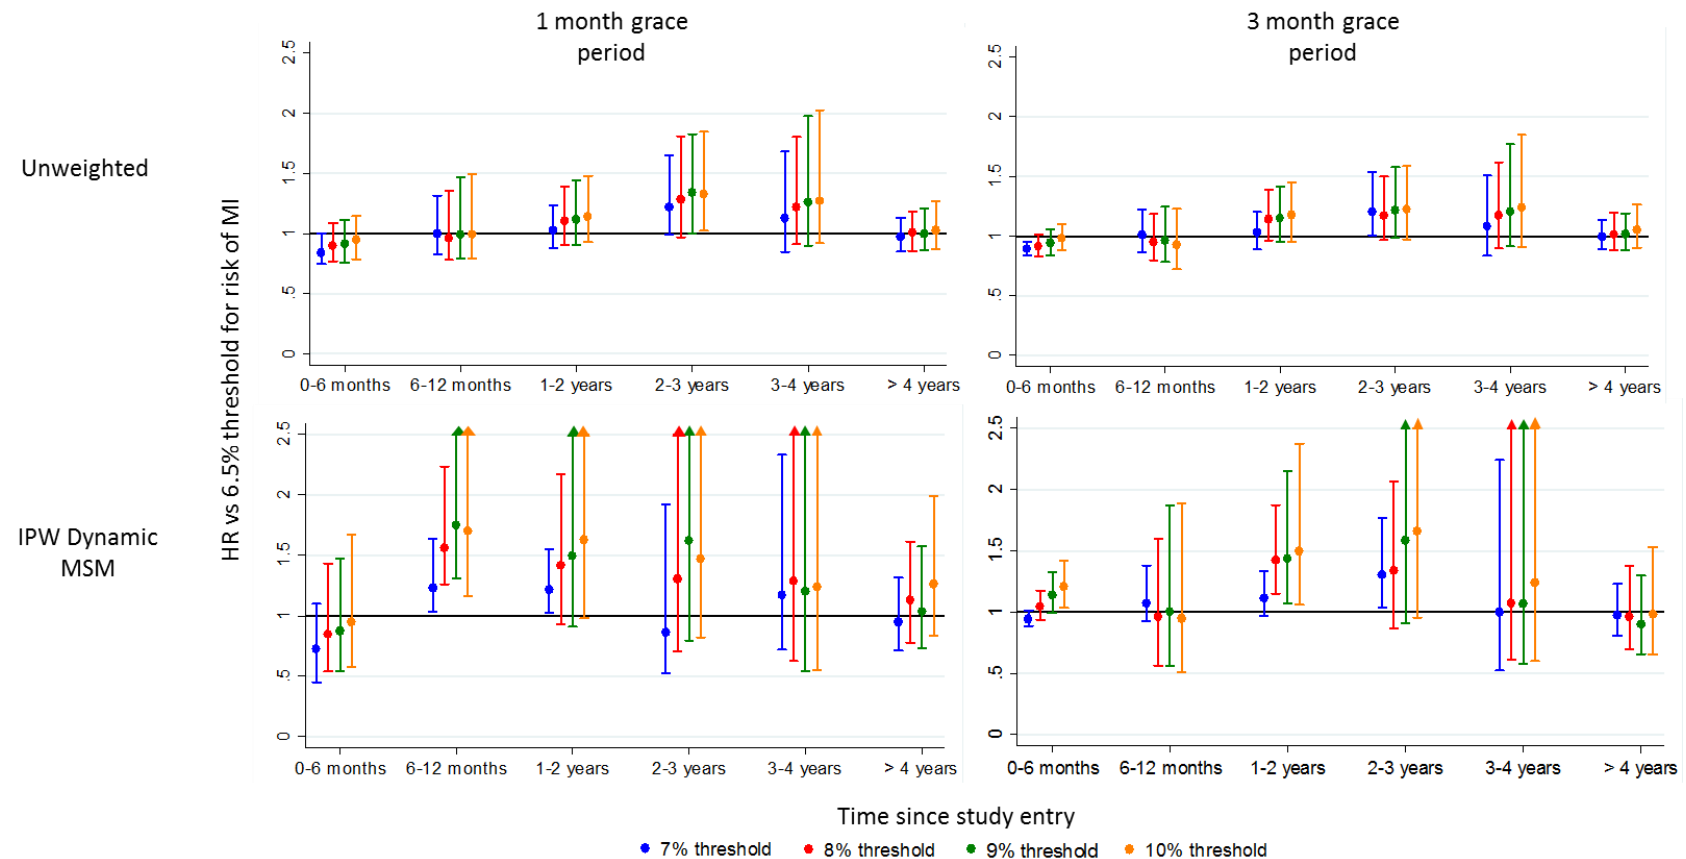 1 month grace
period
3 month grace
period
Unweighted
IPW Dynamic
MSM
HR vs 6.5% threshold for risk of MI
2.5
2
1.5
1
.5
0
0-6 months 6-12 months 1-2 years 2-3 years 3-4 years > 4 years
2.5
2
1.5
1
.5
0
0-6 months 6-12 months 1-2 years 2-3 years 3-4 years > 4 years
2.5
2
1.5
1
.5
0
0-6 months 6-12 months 1-2 years 2-3 years 3-4 years > 4 years
2.5
2
1.5
1
.5
0
0-6 months 6-12 months 1-2 years 2-3 years 3-4 years > 4 years
Time since study entry
7% threshold 8% threshold 9% threshold 10% threshold